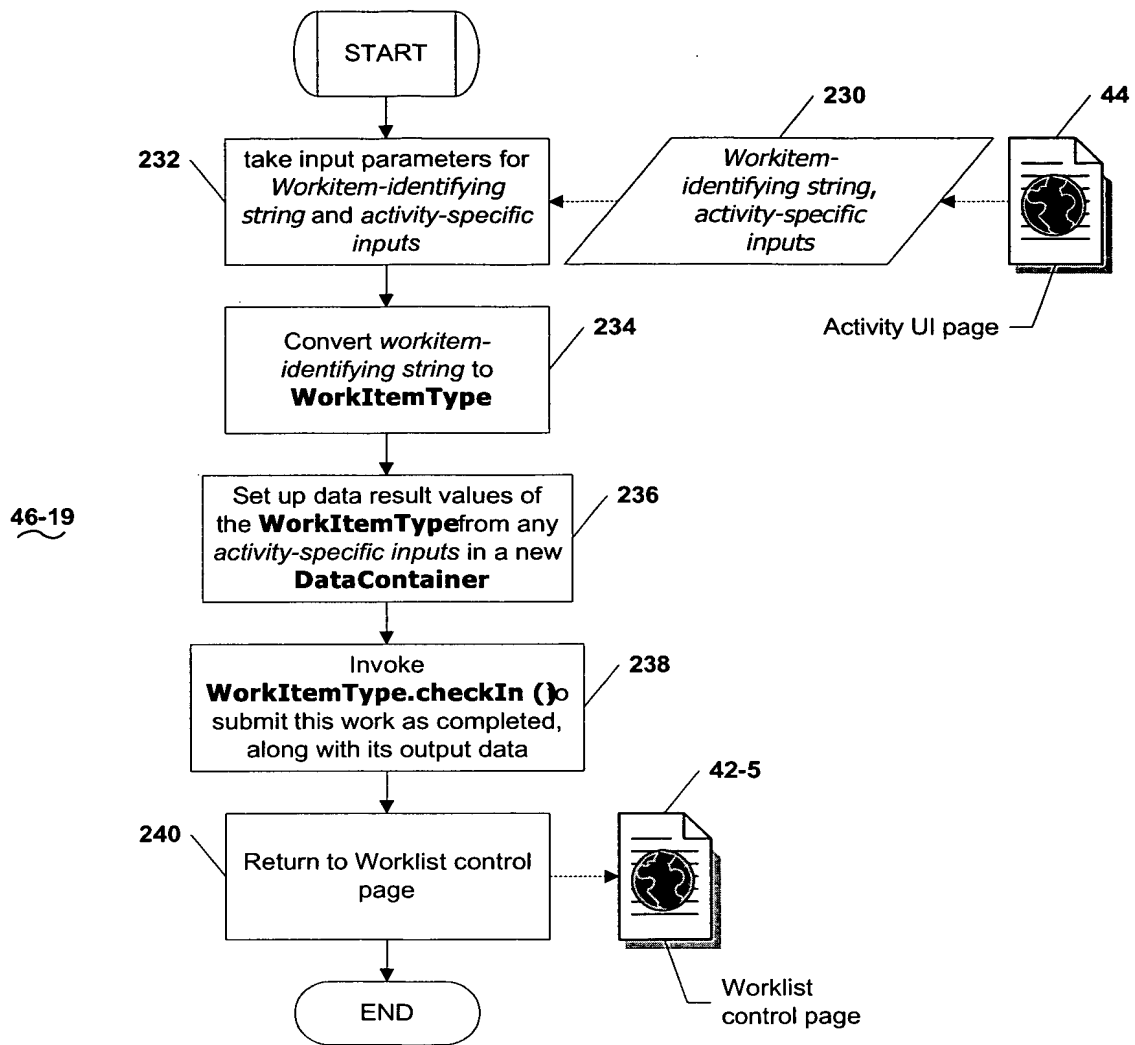 START
230
44
232
take input parameters for
Workitem-identifying
string and activity-specific
inputs
Workitem-
identifying string,
activity-specific
inputs
Activity UI page
234
Convert workitem-
identifying string to
WorkItemType
46-19
236
Set up data result values of
the WorkItemTypefrom any
activity-specific inputs in a new
DataContainer
238
Invoke
WorkItemType.checkIn ()o
submit this work as completed,
along with its output data
42-5
240
Return to Worklist control
page
Worklist
control page
END